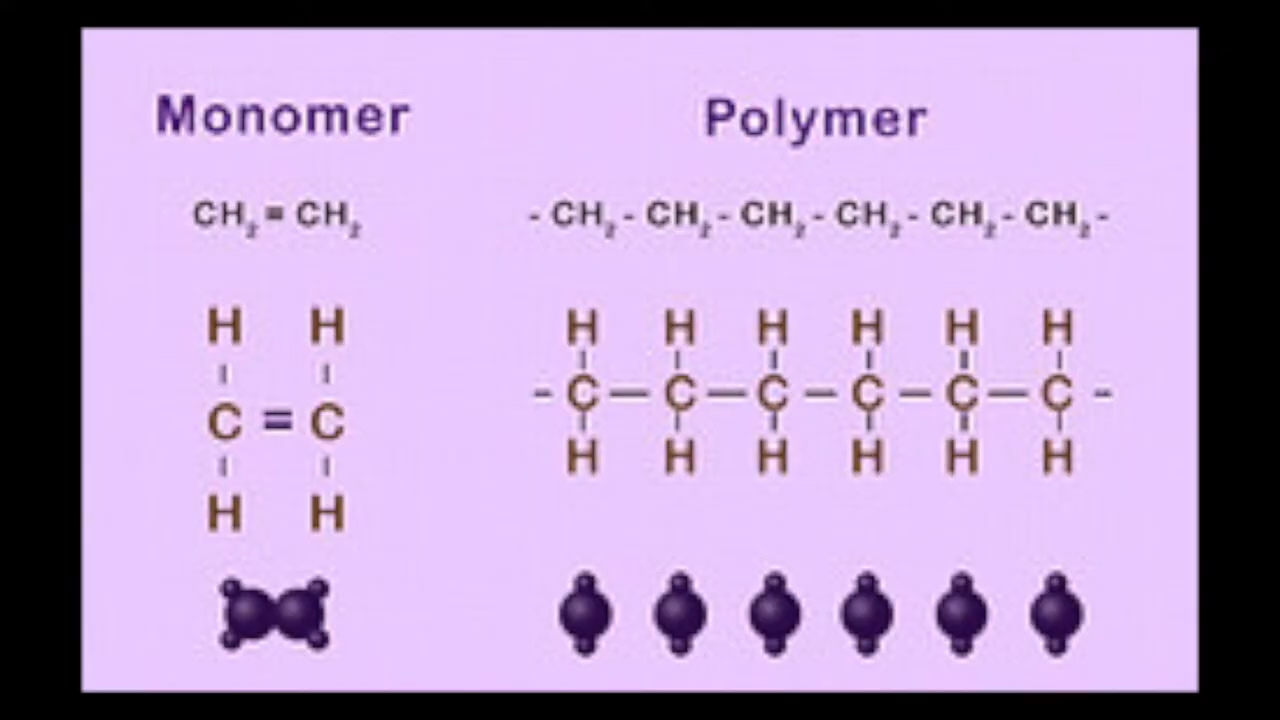 Monomer
Polymer
CH₂ = CH₂
- CH₂ - CH₂ - CH₂ - CH₂ - CH₂ - CH₂ -
H H
C = C
H H
H H H H H H
- C — C — C — C — C — C -
H H H H H H